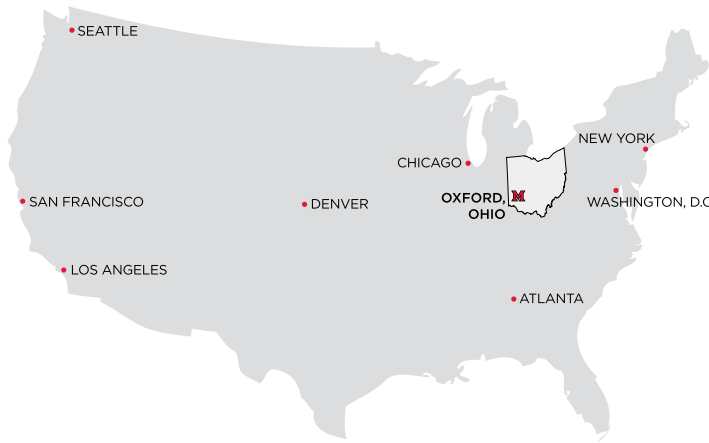 SEATTLE
NEW YORK
CHICAGO
OXFORD,
OHIO
M
SAN FRANCISCO
DENVER
WASHINGTON, D.C
LOS ANGELES
ATLANTA